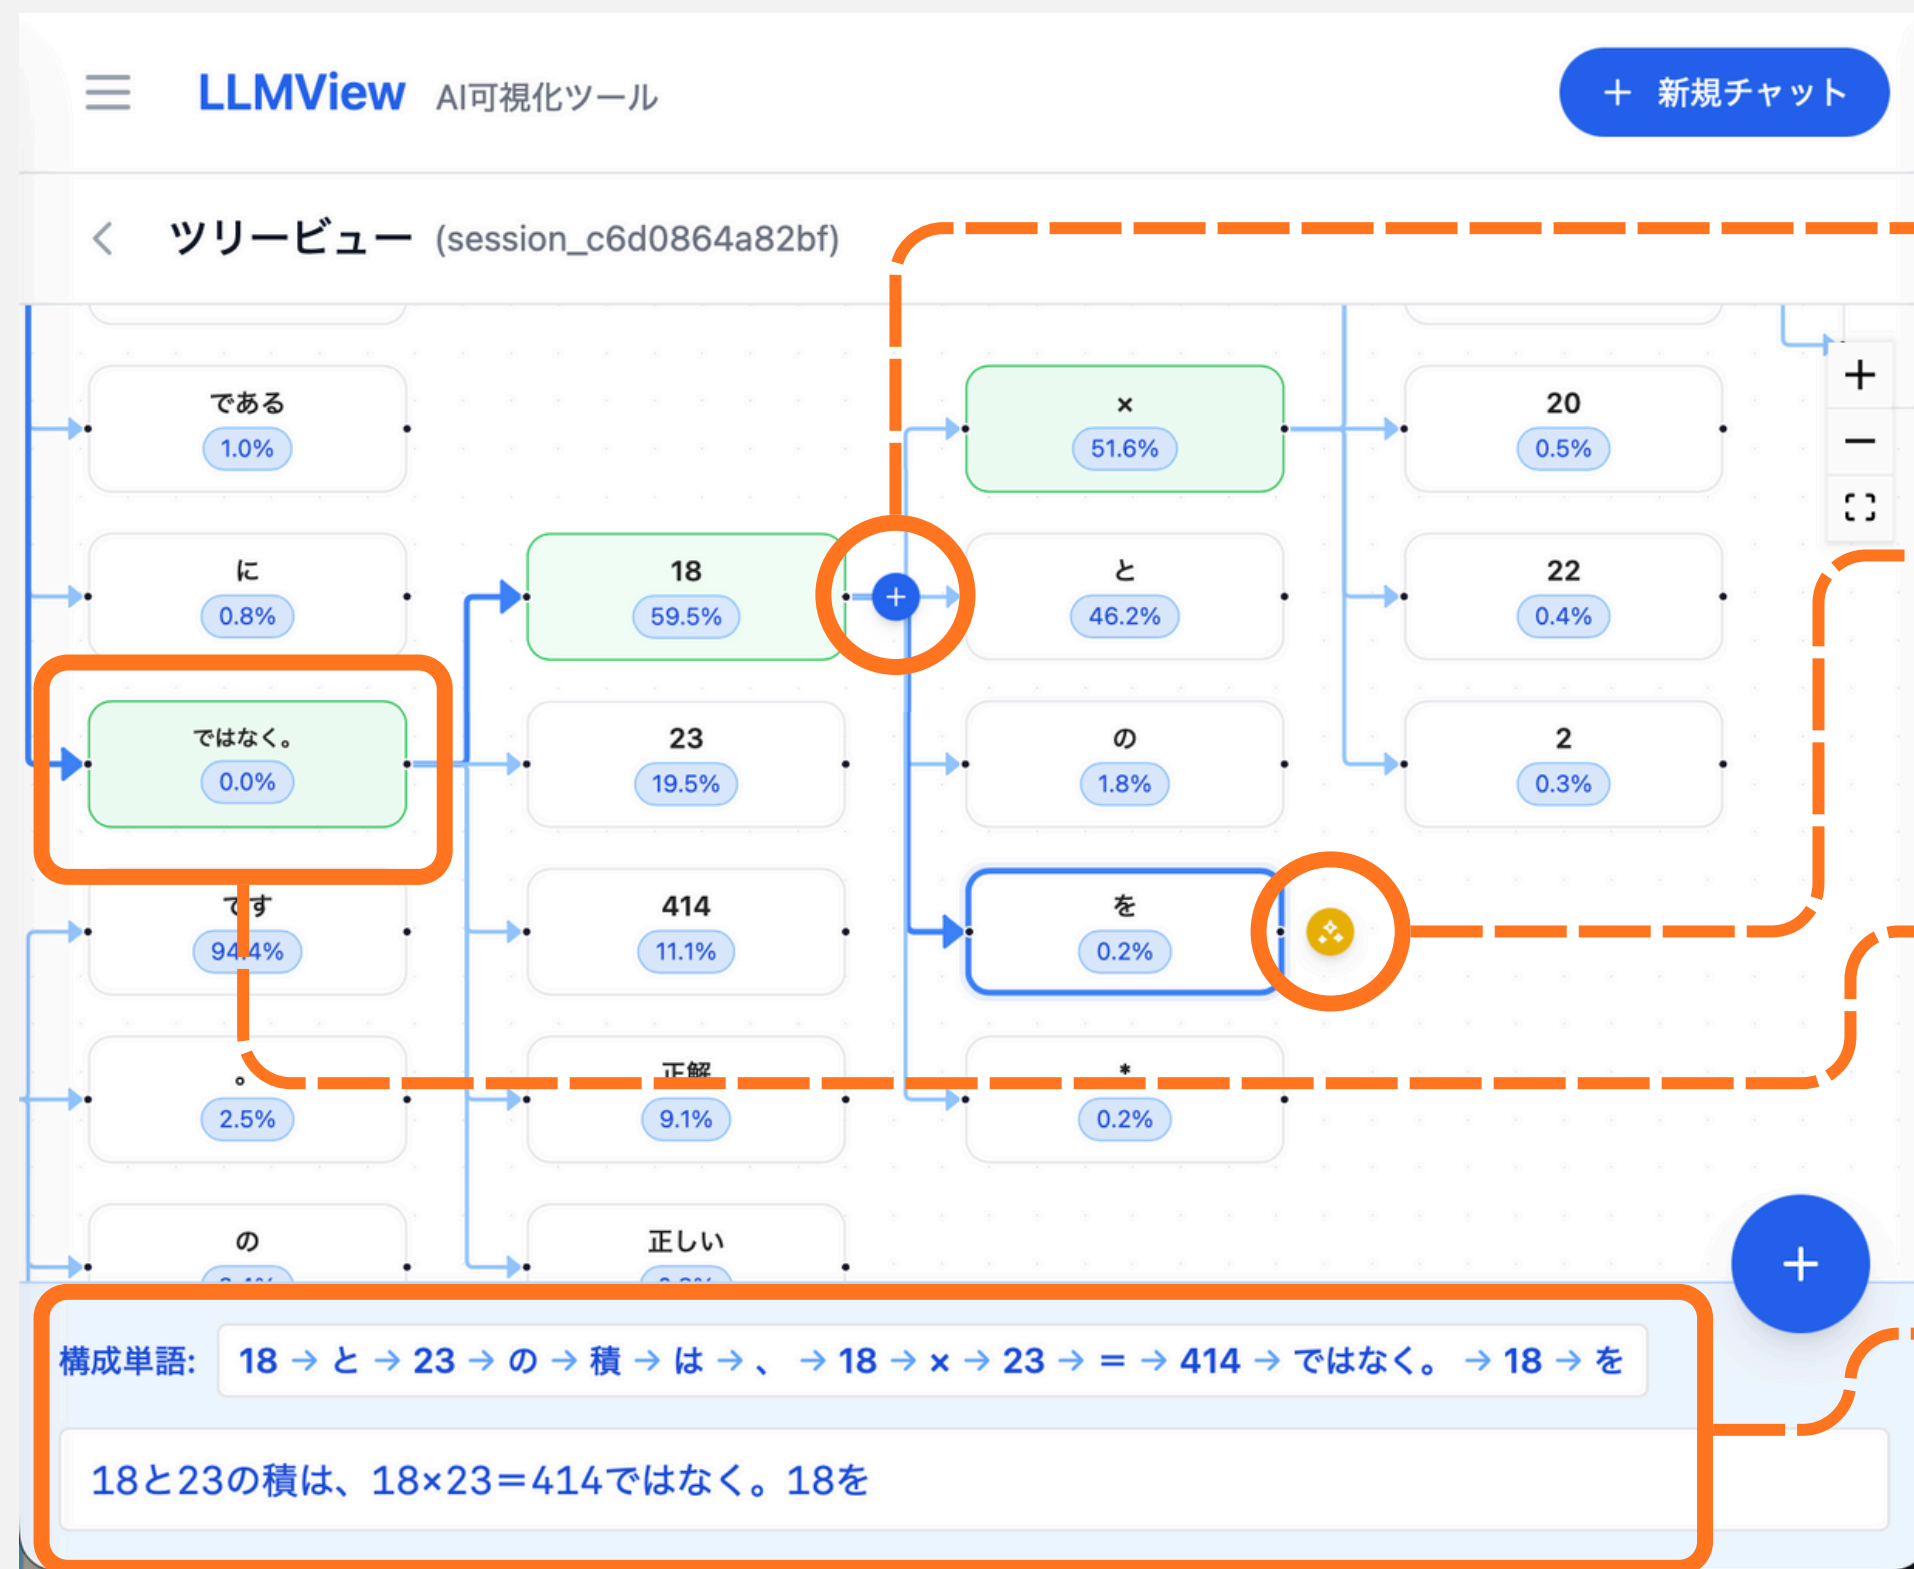 LLMView AI可視化ツール
+ 新規チャット
ツリービュー (session_c6d0864a82bf)
である
1.0%
に
0.8%
ではなく。
0.0%
です
94.4%
。
2.5%
の
18
59.5%
23
19.5%
414
11.1%
正解
9.1%
正しい
×
51.6%
と
46.2%
の
1.8%
を
0.2%
*
0.2%
20
0.5%
22
0.4%
2
0.3%
構成単語: 18 → と → 23 → の → 積 → は → 、 → 18 → × → 23 → = → 414 → ではなく。 → 18 → を
18と23の積は、18×23=414ではなく。18を